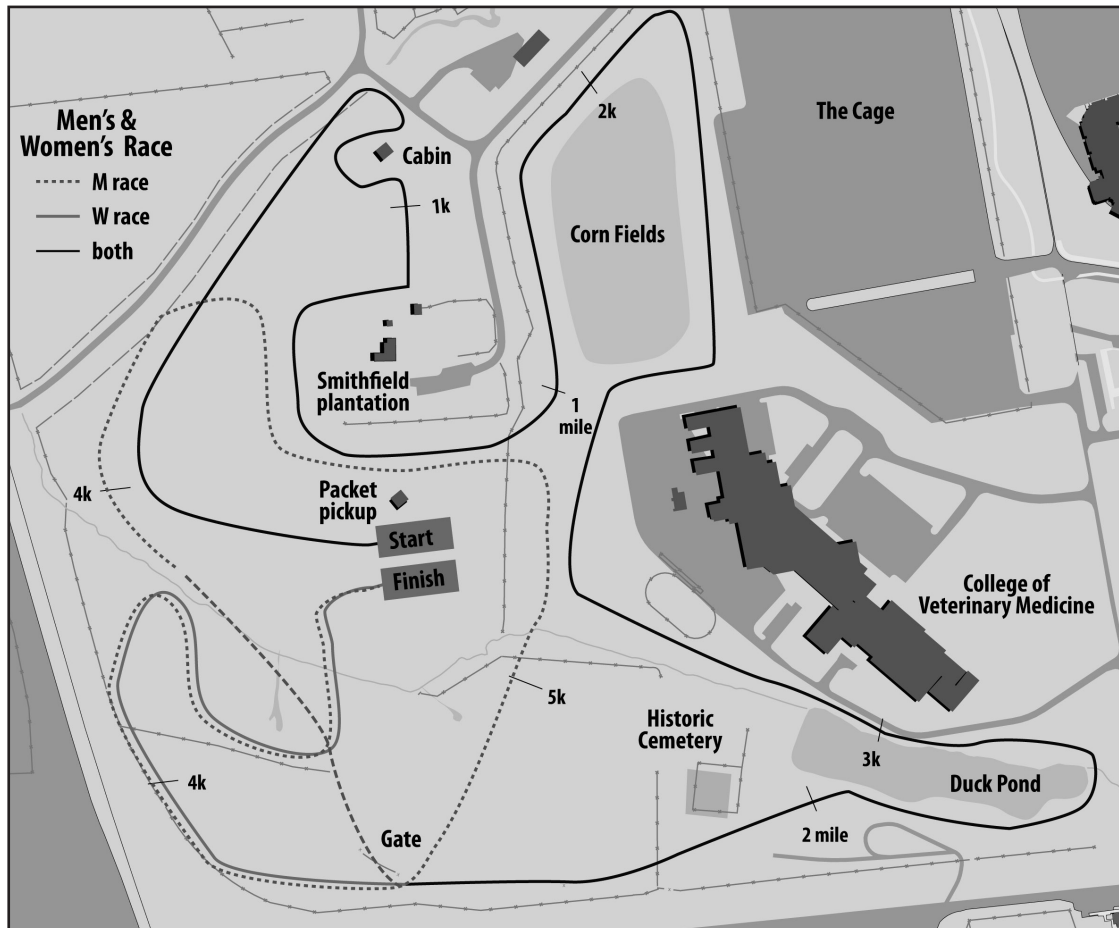 Men's &
Women's Race
M race
W race
both
Cabin
1k
2k
The Cage
Corn Fields
Smithfield
plantation
1
mile
4k
Packet
pickup
Start
Finish
College of
Veterinary Medicine
5k
Historic
Cemetery
3k
Duck Pond
4k
Gate
2 mile